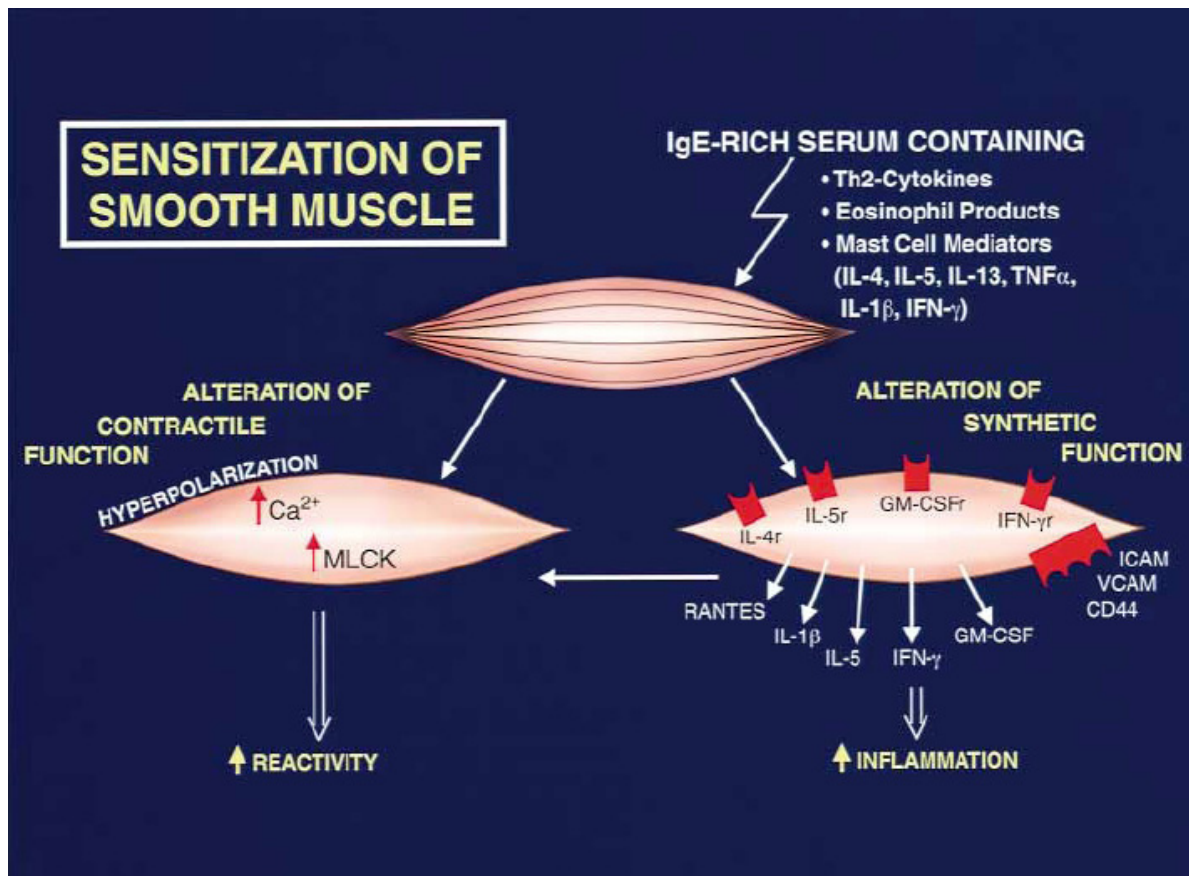 SENSITIZATION OF
SMOOTH MUSCLE
IgE-RICH SERUM CONTAINING
• Th2-Cytokines
• Eosinophil Products
• Mast Cell Mediators
(IL-4, IL-5, IL-13, TNFα,
IL-1β, IFN-γ)
ALTERATION OF
CONTRACTILE
FUNCTION
HYPERPOLARIZATION
Ca²⁺
MLCK
REACTIVITY
ALTERATION OF
SYNTHETIC
FUNCTION
IL-4r
IL-5r
GM-CSFr
IFN-γr
ICAM
VCAM
CD44
RANTES
IL-1β
IL-5
IFN-γ
GM-CSF
INFLAMMATION